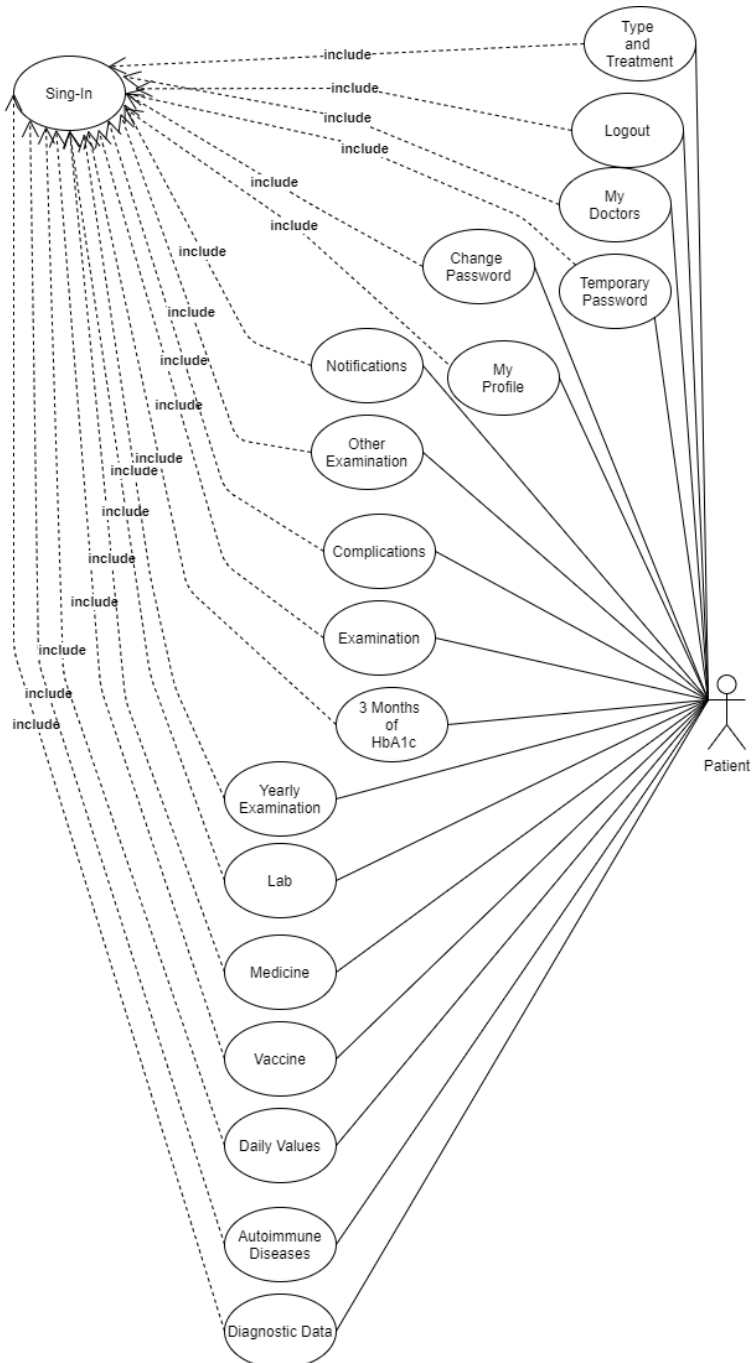 Type
and
Treatment
include
Sing-In
include
Logout
include
include
My
Doctors
include
include
Change
Password
Temporary
Password
include
include
Notifications
My
Profile
include
include
Other
Examination
include
include
include
Complications
include
include
Examination
include
include
include
3 Months
of
HbA1c
Patient
Yearly
Examination
Lab
Medicine
Vaccine
Daily Values
Autoimmune
Diseases
Diagnostic Data